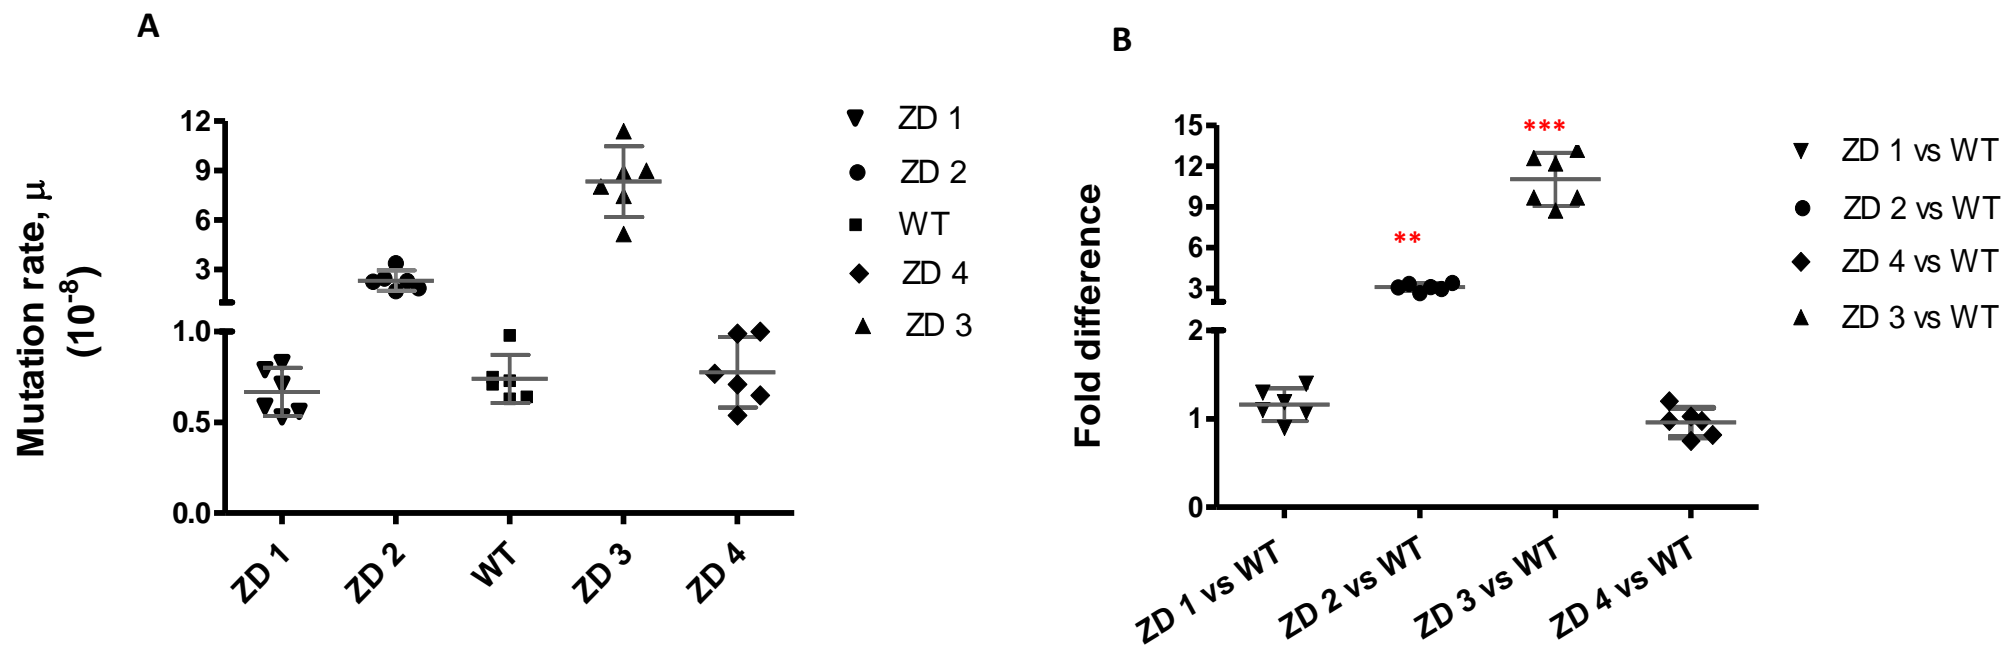 A
Mutation rate, μ
(10⁻⁸)
12
9
6
3
1.0
0.5
0.0
ZD 1
ZD 2
WT
ZD 3
ZD 4
ZD 1
ZD 2
WT
ZD 4
ZD 3
B
Fold difference
15
12
9
6
3
2
1
0
**
***
ZD 1 vs WT
ZD 2 vs WT
ZD 3 vs WT
ZD 4 vs WT
ZD 1 vs WT
ZD 2 vs WT
ZD 4 vs WT
ZD 3 vs WT